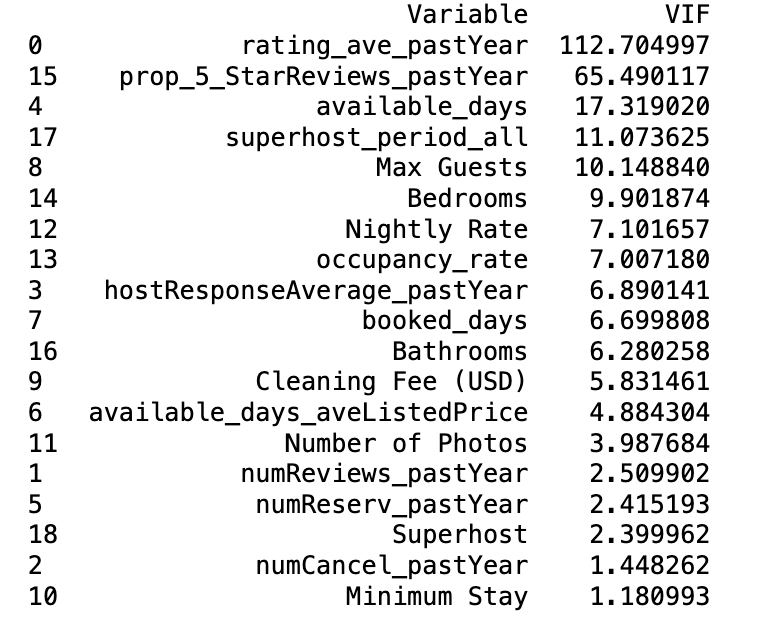 Variable VIF
0 rating_ave_pastYear 112.704997
15 prop_5_StarReviews_pastYear 65.490117
4 available_days 17.319020
17 superhost_period_all 11.073625
8 Max Guests 10.148840
14 Bedrooms 9.901874
12 Nightly Rate 7.101657
13 occupancy_rate 7.007180
3 hostResponseAverage_pastYear 6.890141
7 booked_days 6.699808
16 Bathrooms 6.280258
9 Cleaning Fee (USD) 5.831461
6 available_days_aveListedPrice 4.884304
11 Number of Photos 3.987684
1 numReviews_pastYear 2.509902
5 numReserv_pastYear 2.415193
18 Superhost 2.399962
2 numCancel_pastYear 1.448262
10 Minimum Stay 1.180993